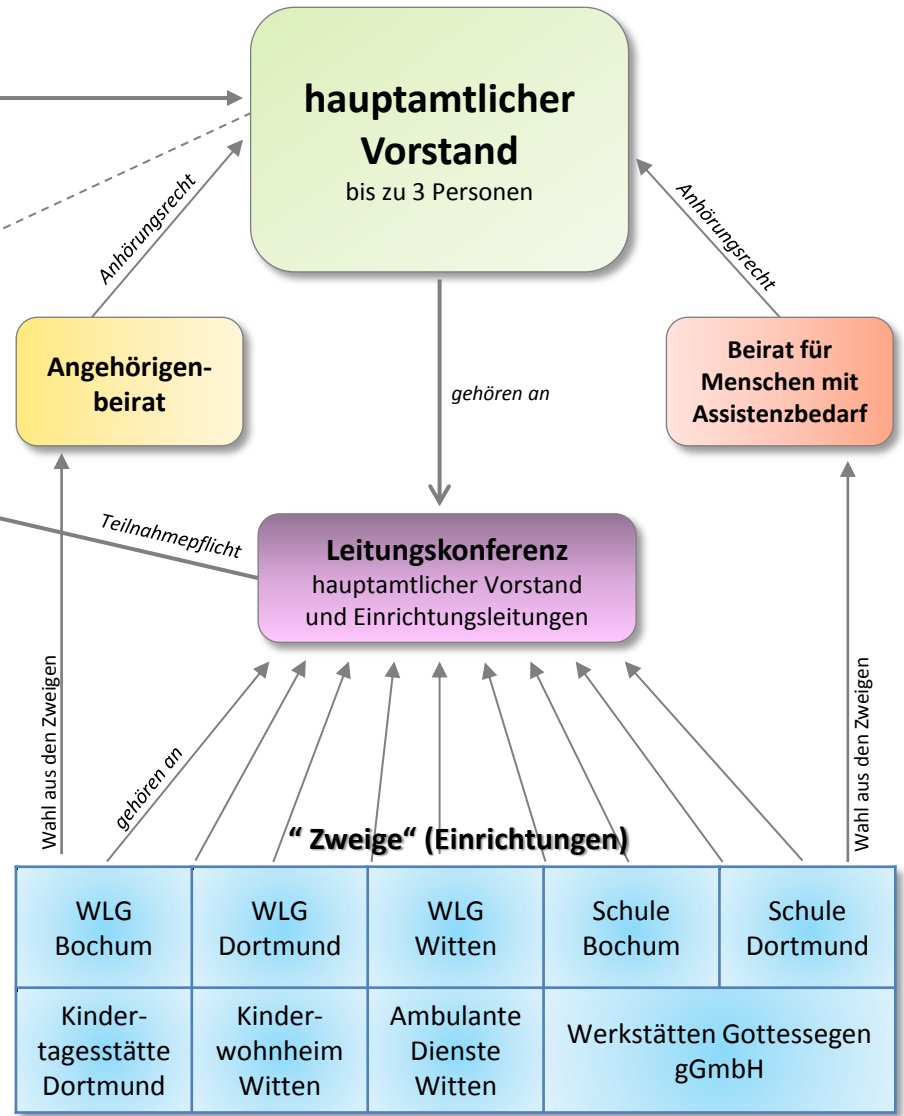 hauptamtlicher
Vorstand
bis zu 3 Personen
Anhörungsrecht
Anhörungsrecht
Angehörigen-
beirat
gehören an
Beirat für
Menschen mit
Assistenzbedarf
Teilnahmepflicht
Leitungskonferenz
hauptamtlicher Vorstand
und Einrichtungsleitungen
Wahl aus den Zweigen
gehören an
Wahl aus den Zweigen
“ Zweige“ (Einrichtungen)
WLG
Bochum
WLG
Dortmund
WLG
Witten
Schule
Bochum
Schule
Dortmund
Kinder-
tagesstätte
Dortmund
Kinder-
wohnheim
Witten
Ambulante
Dienste
Witten
Werkstätten Gottessegen
gGmbH